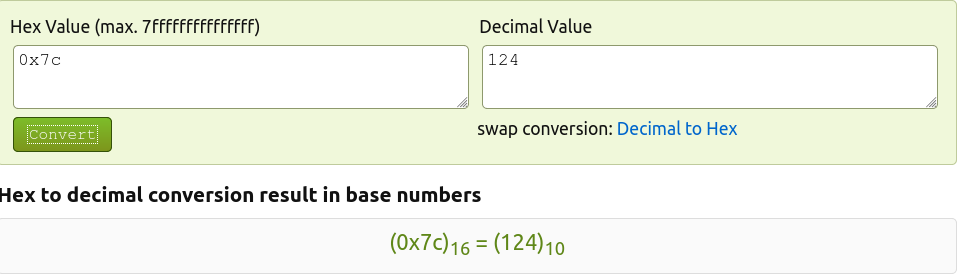 Hex Value (max. 7fffffffffffffff) Decimal Value
0x7c 124
Convert swap conversion: Decimal to Hex
Hex to decimal conversion result in base numbers
(0x7c)16 = (124)10